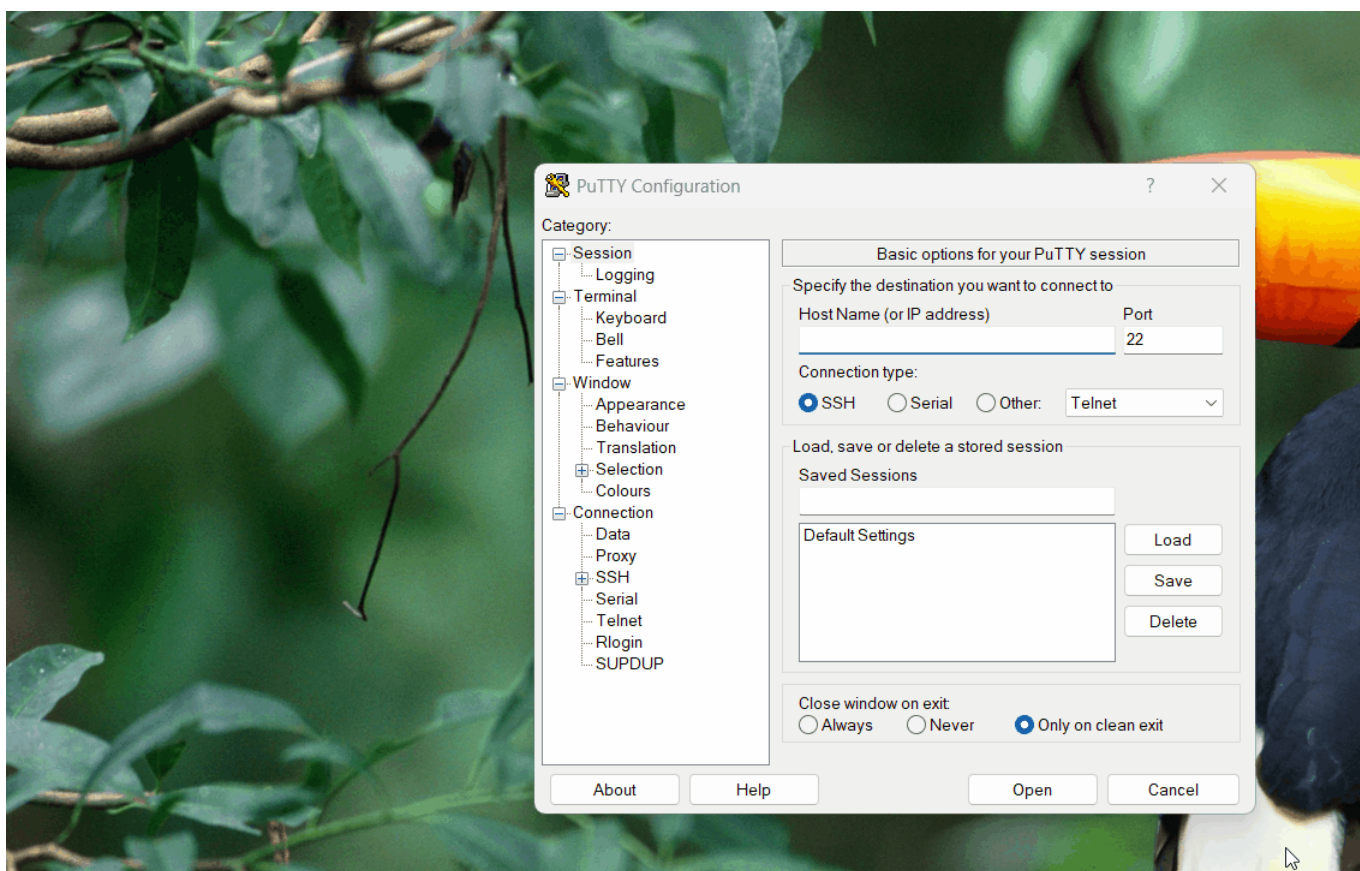 PuTTY Configuration
?
Category:
Session
Logging
Terminal
Keyboard
Bell
Features
Window
Appearance
Behaviour
Translation
Selection
Colours
Connection
Data
Proxy
SSH
Serial
Telnet
Rlogin
SUPDUP
Basic options for your PuTTY session
Specify the destination you want to connect to
Host Name (or IP address) Port
22
Connection type:
SSH Serial Other: Telnet
Load, save or delete a stored session
Saved Sessions
Default Settings
Load
Save
Delete
Close window on exit:
Always Never Only on clean exit
About Help Open Cancel